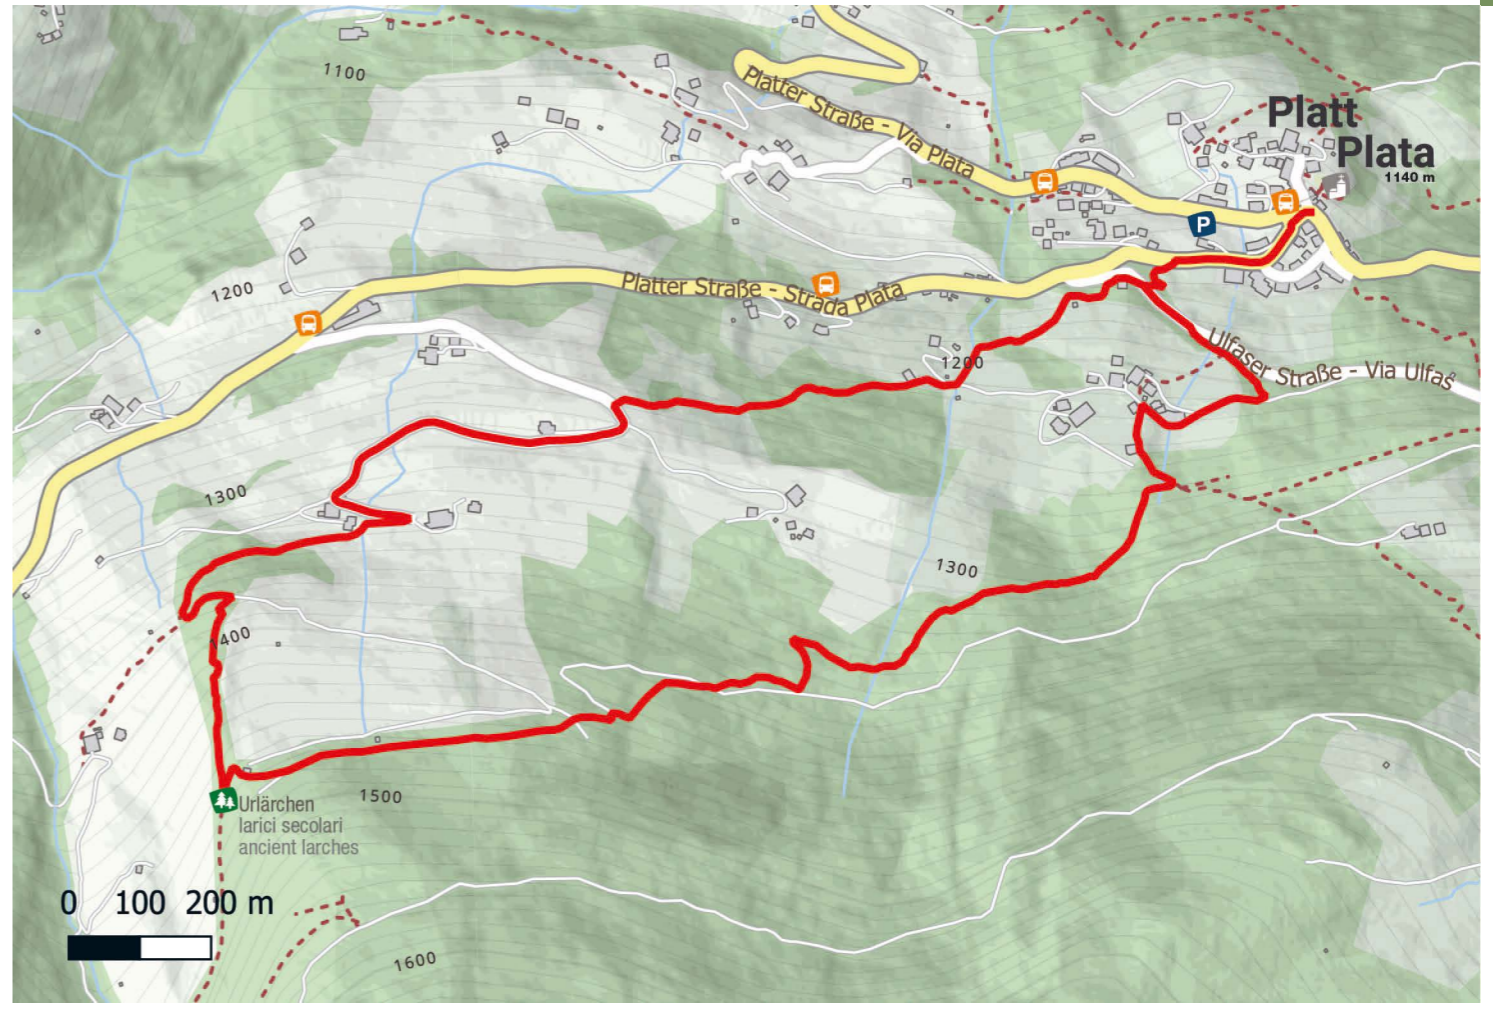 1100
Platter Straße - Via Plata
Platt
Plata
1140 m
P
1200
Platter Straße - Strada Plata
Ulfaser Straße - Via Ulfas
1200
1300
1300
1400
Urlärchen
larici secolari
ancient larches
1500
0 100 200 m
1600